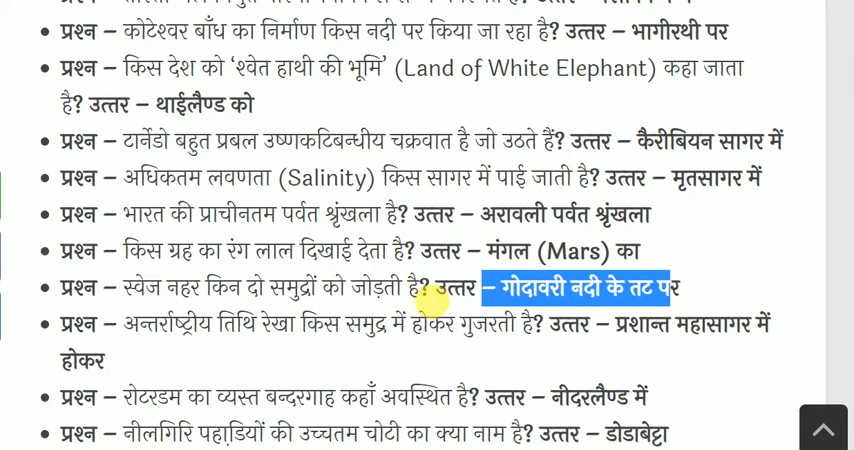 प्रश्न – कोटेश्वर बाँध का निर्माण किस नदी पर किया जा रहा है? उत्तर – भागीरथी पर
प्रश्न – किस देश को ‘श्वेत हाथी की भूमि’ (Land of White Elephant) कहा जाता
है? उत्तर – थाईलैण्ड को
प्रश्न – टार्नेडो बहुत प्रबल उष्णकटिबन्धीय चक्रवात है जो उठते हैं? उत्तर – कैरीबियन सागर में
प्रश्न – अधिकतम लवणता (Salinity) किस सागर में पाई जाती है? उत्तर – मृतसागर में
प्रश्न – भारत की प्राचीनतम पर्वत श्रृंखला है? उत्तर – अरावली पर्वत श्रृंखला
प्रश्न – किस ग्रह का रंग लाल दिखाई देता है? उत्तर – मंगल (Mars) का
प्रश्न – स्वेज नहर किन दो समुद्रों को जोड़ती है? उत्तर – गोदावरी नदी के तट पर
प्रश्न – अन्तर्राष्ट्रीय तिथि रेखा किस समुद्र में होकर गुजरती है? उत्तर – प्रशान्त महासागर में
होकर
प्रश्न – रोटरडम का व्यस्त बन्दरगाह कहाँ अवस्थित है? उत्तर – नीदरलैण्ड में
प्रश्न – नीलगिरि पहाडि़यों की उच्चतम चोटी का क्या नाम है? उत्तर – डोडाबेट्टा